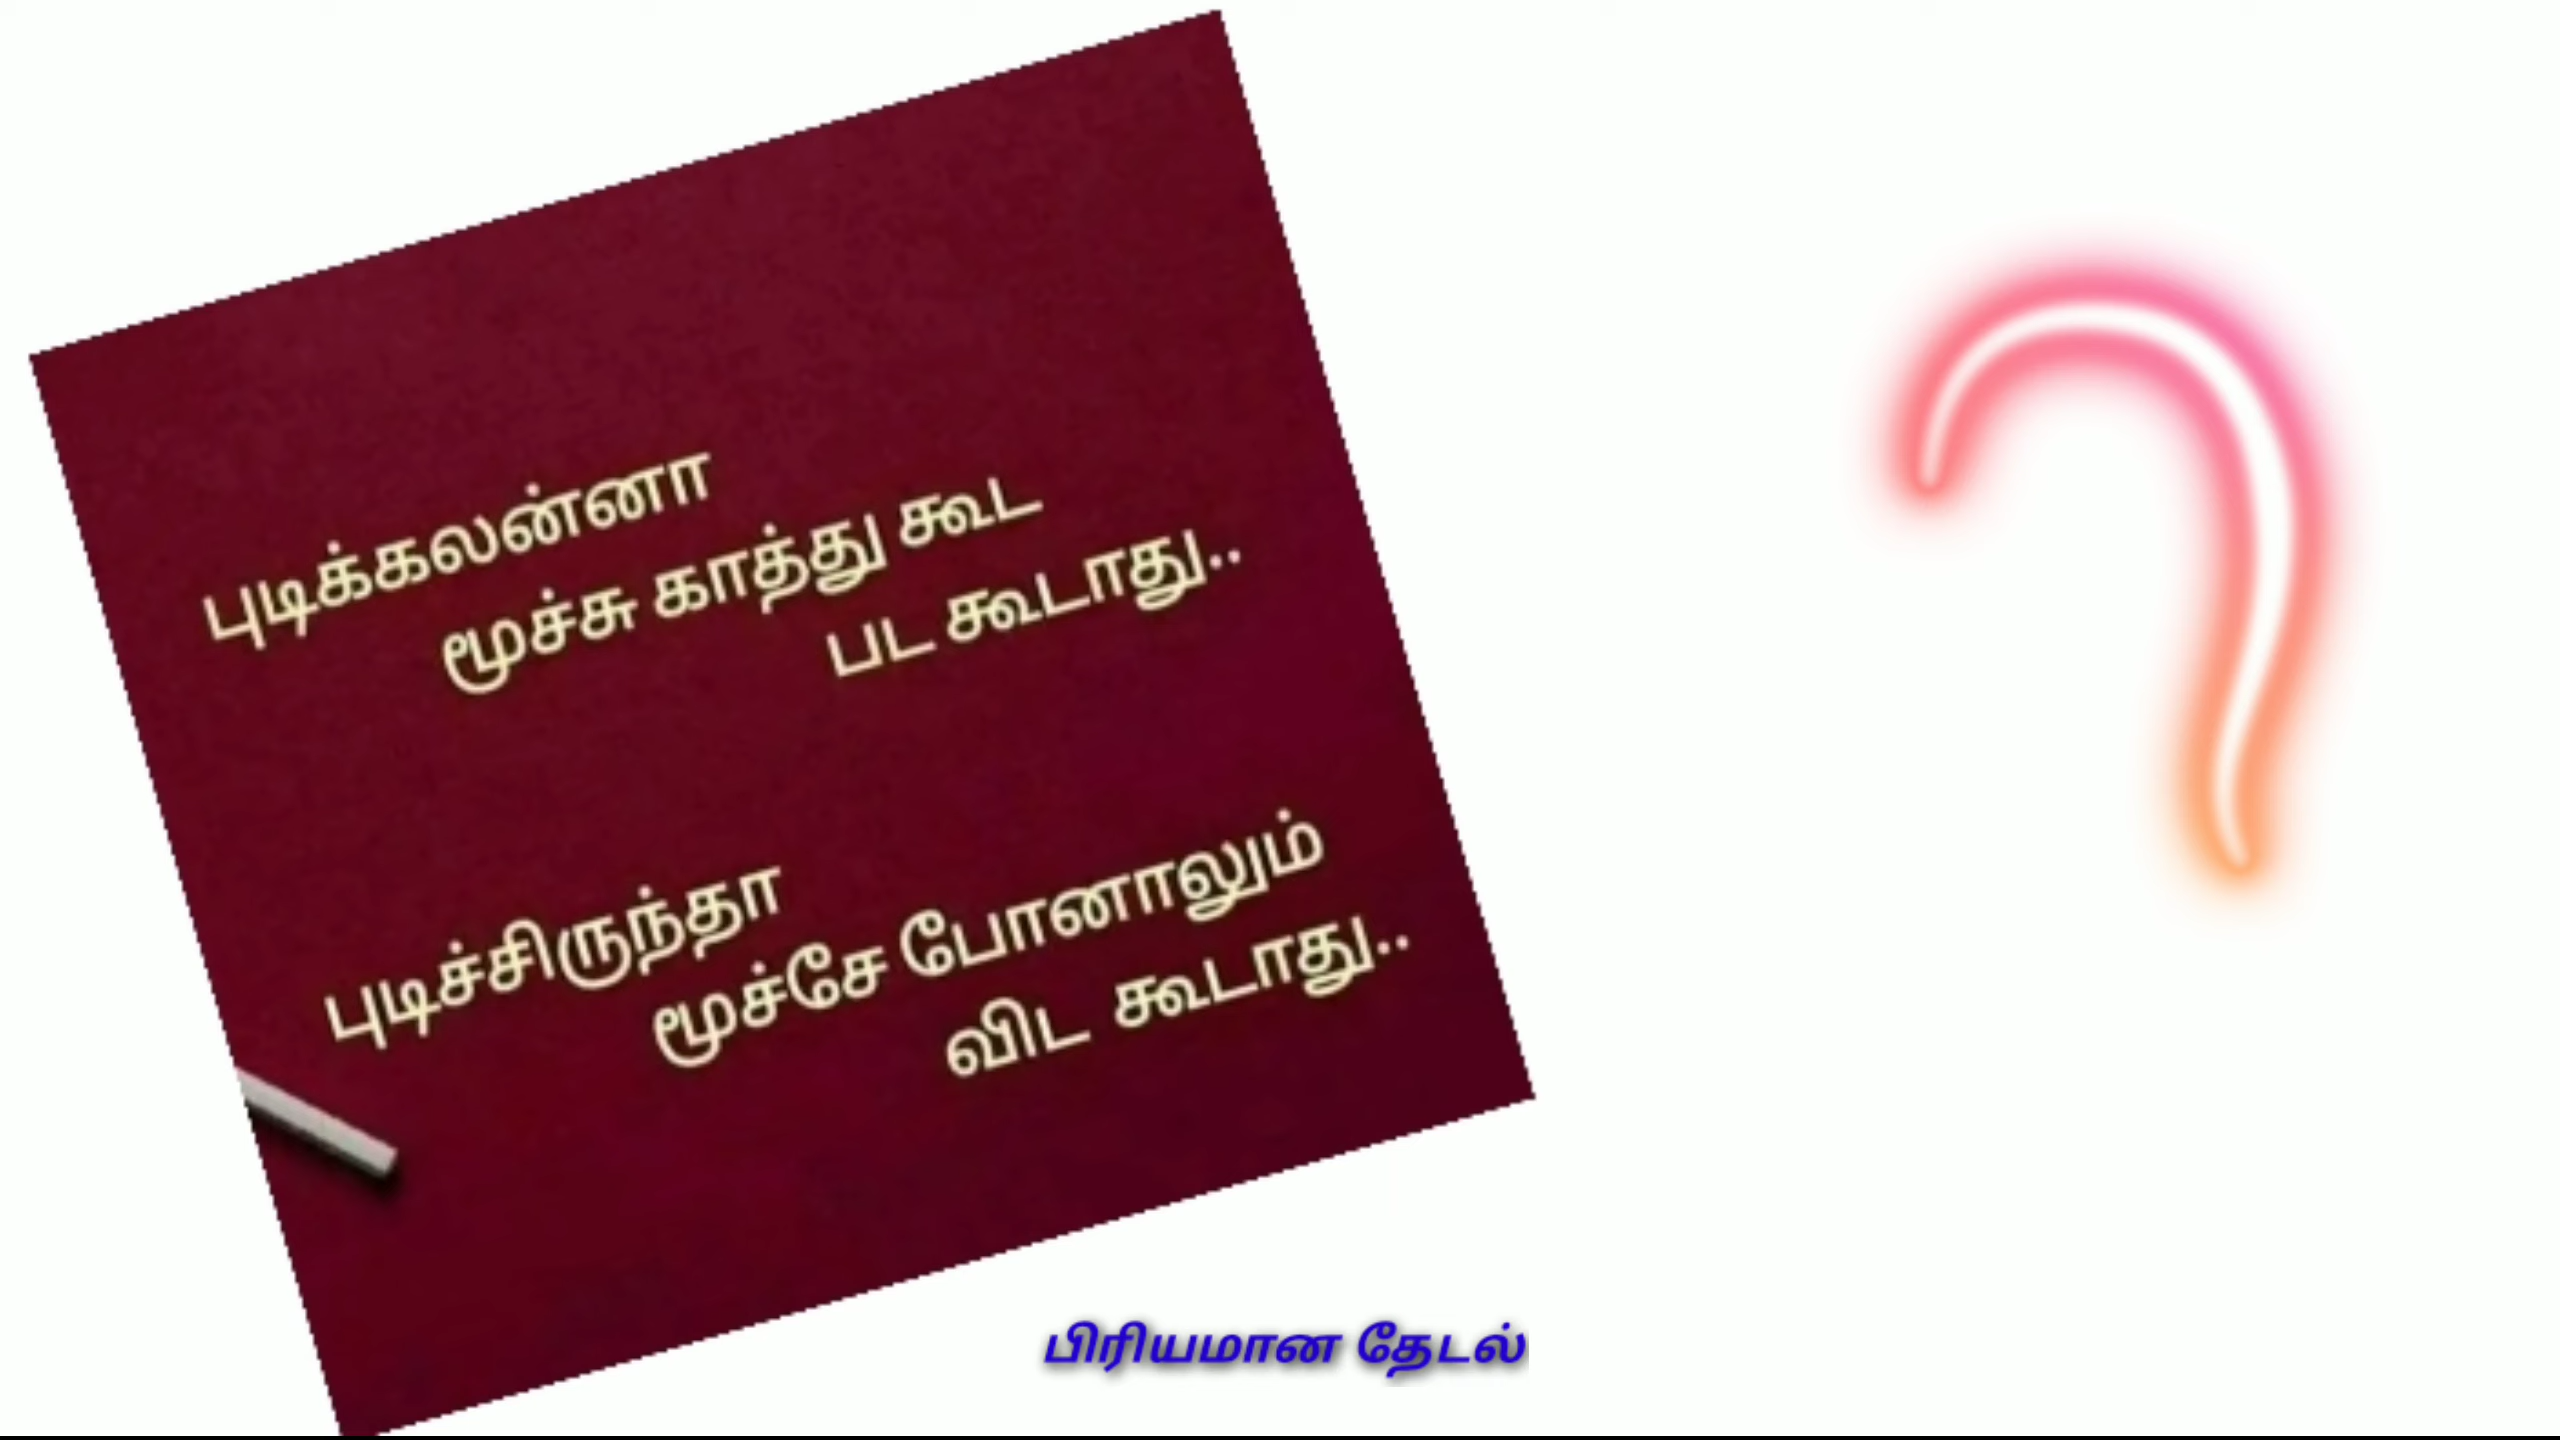 புடிக்கலன்னா
மூச்சு காத்து கூட
பட கூடாது..
புடிச்சிருந்தா
மூச்சே போனாலும்
விட கூடாது..
பிரியமான தேடல்